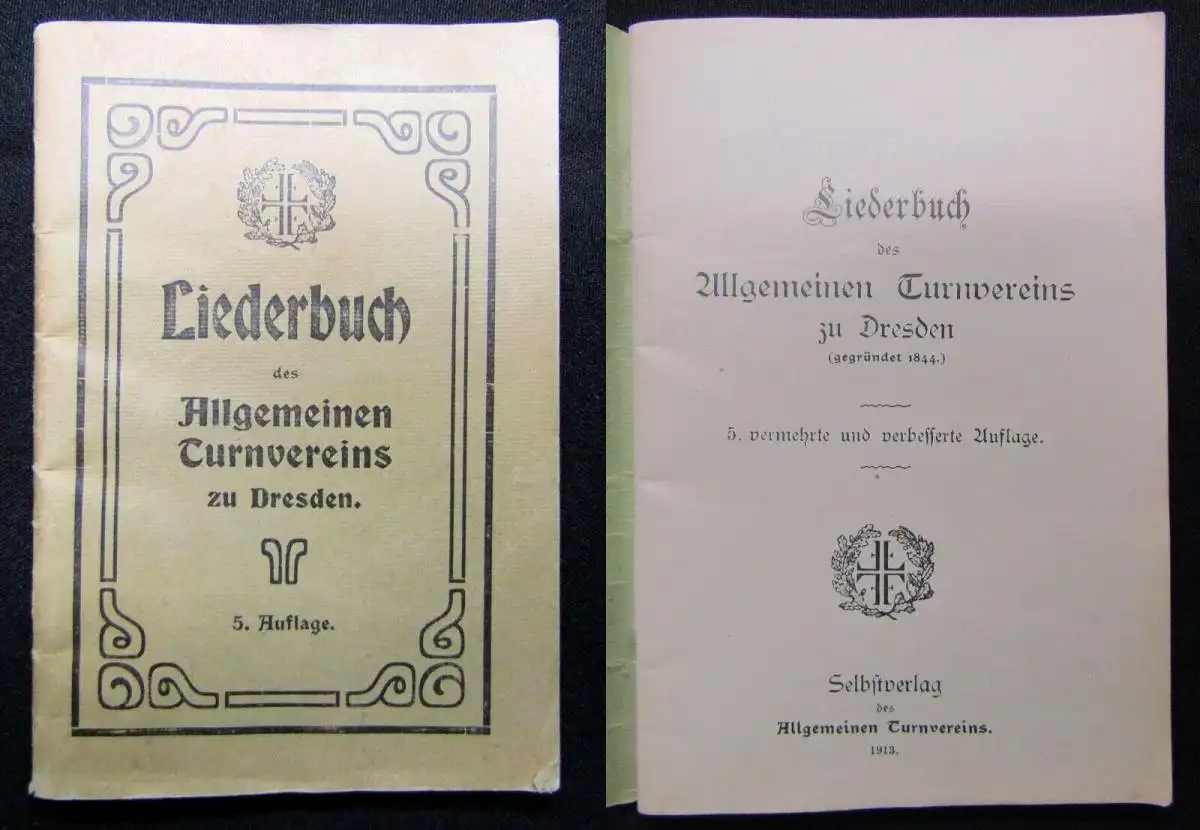 Liederbuch
des
Allgemeinen
Turnvereins
zu Dresden.
5. Auflage.
Liederbuch
des
Allgemeinen Turnvereins
zu Dresden
(gegründet 1844.)
5. vermehrte und verbesserte Auflage.
Selbstverlag
des
Allgemeinen Turnvereins.
1913.